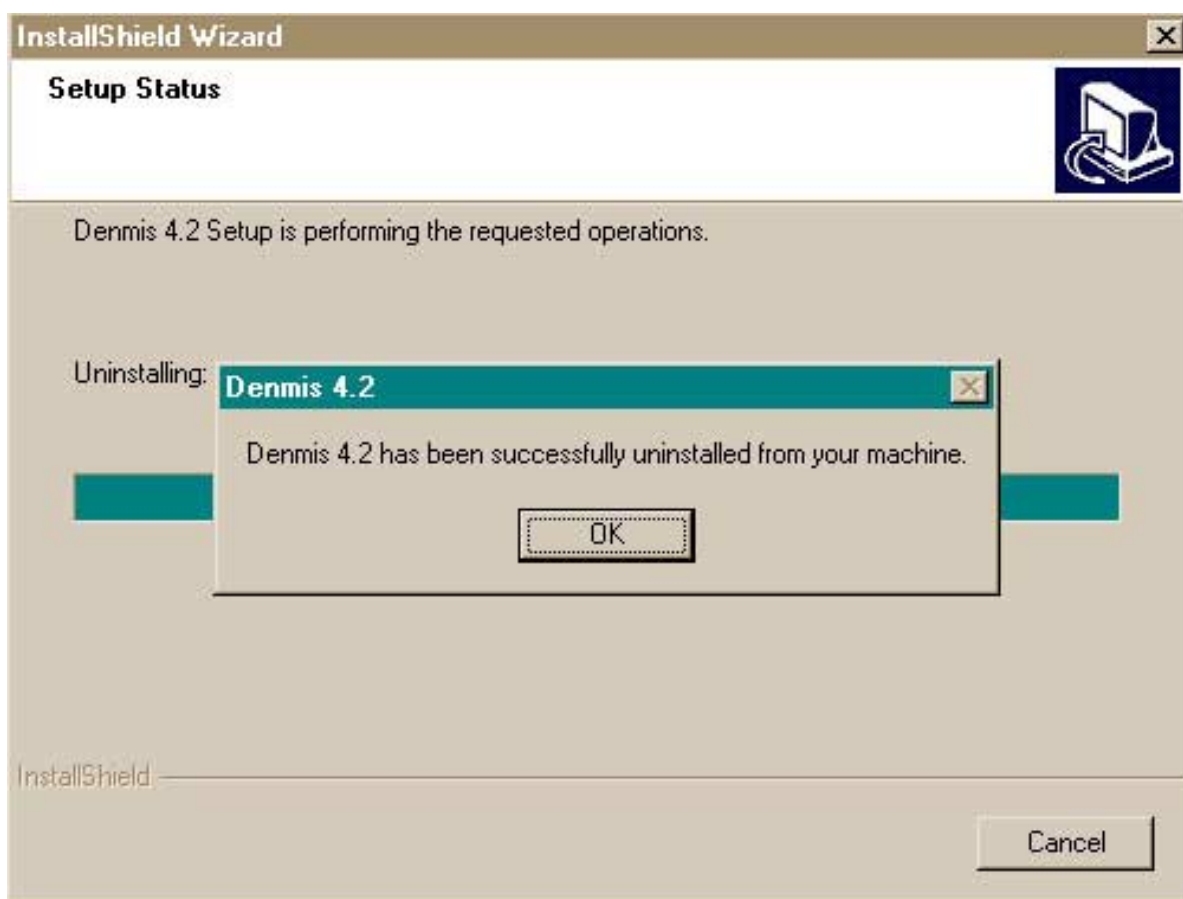 InstallShield Wizard
Setup Status
Denmis 4.2 Setup is performing the requested operations.
Uninstalling:
Denmis 4.2
Denmis 4.2 has been successfully uninstalled from your machine.
OK
InstallShield
Cancel